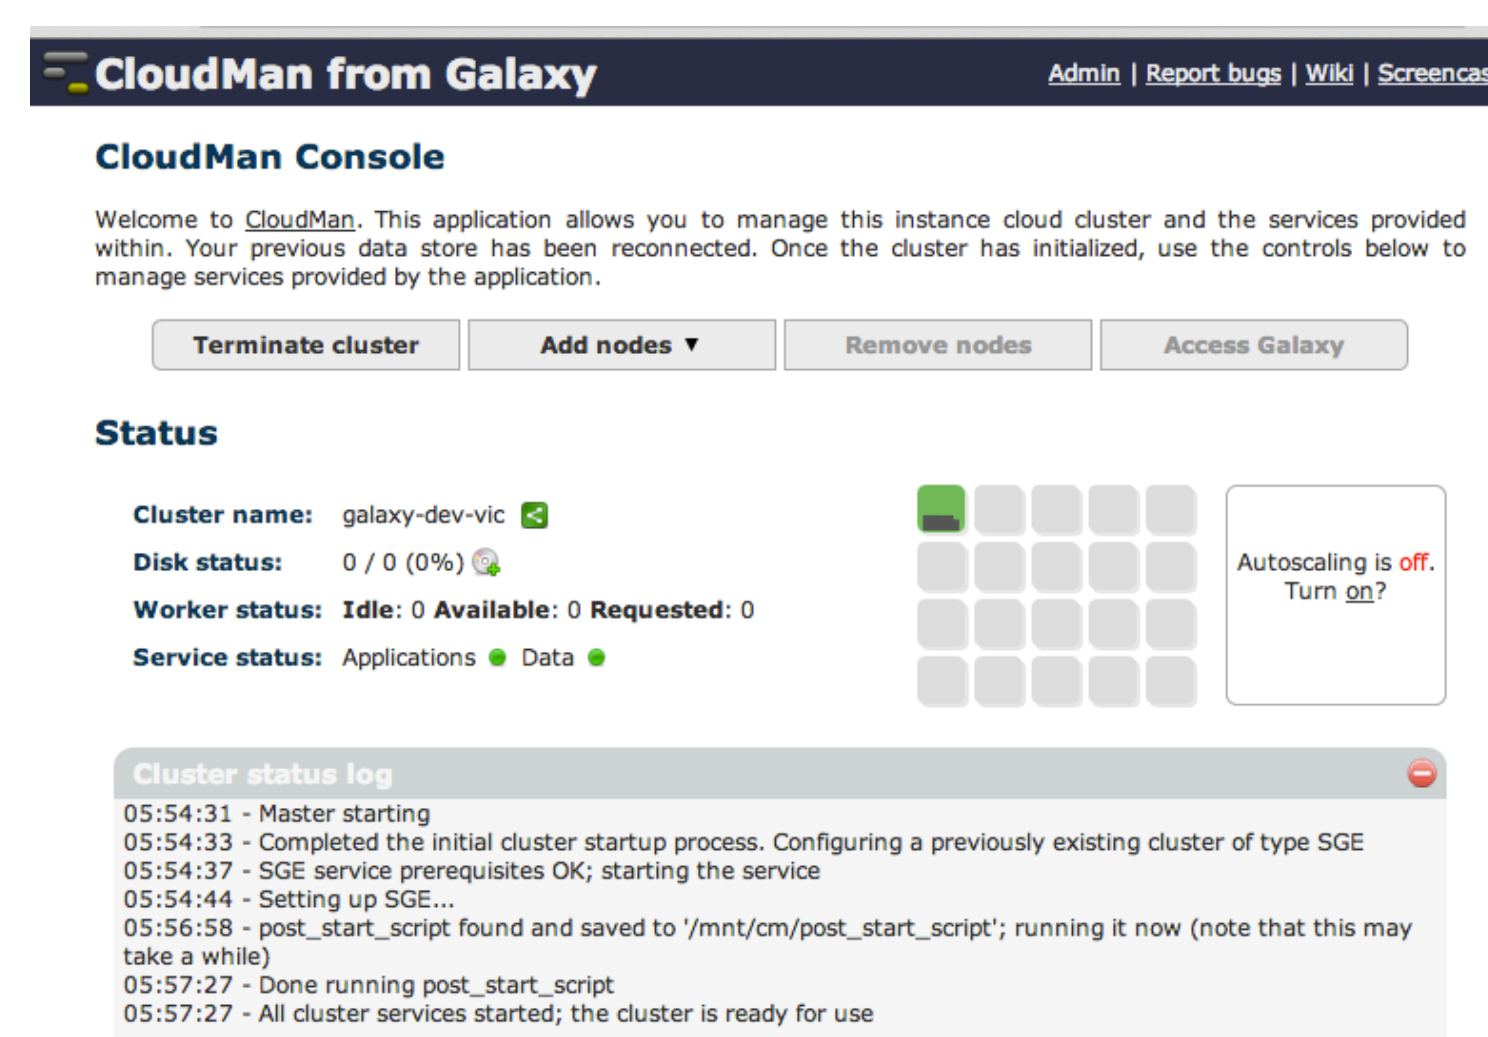 CloudMan from Galaxy
Admin | Report bugs | Wiki | Screencas
CloudMan Console
Welcome to CloudMan. This application allows you to manage this instance cloud cluster and the services provided
within. Your previous data store has been reconnected. Once the cluster has initialized, use the controls below to
manage services provided by the application.
Terminate cluster
Add nodes ▼
Remove nodes
Access Galaxy
Status
Cluster name: galaxy-dev-vic
Disk status: 0 / 0 (0%)
Worker status: Idle: 0 Available: 0 Requested: 0
Service status: Applications Data
Autoscaling is off.
Turn on?
Cluster status log
05:54:31 - Master starting
05:54:33 - Completed the initial cluster startup process. Configuring a previously existing cluster of type SGE
05:54:37 - SGE service prerequisites OK; starting the service
05:54:44 - Setting up SGE...
05:56:58 - post_start_script found and saved to '/mnt/cm/post_start_script'; running it now (note that this may
take a while)
05:57:27 - Done running post_start_script
05:57:27 - All cluster services started; the cluster is ready for use